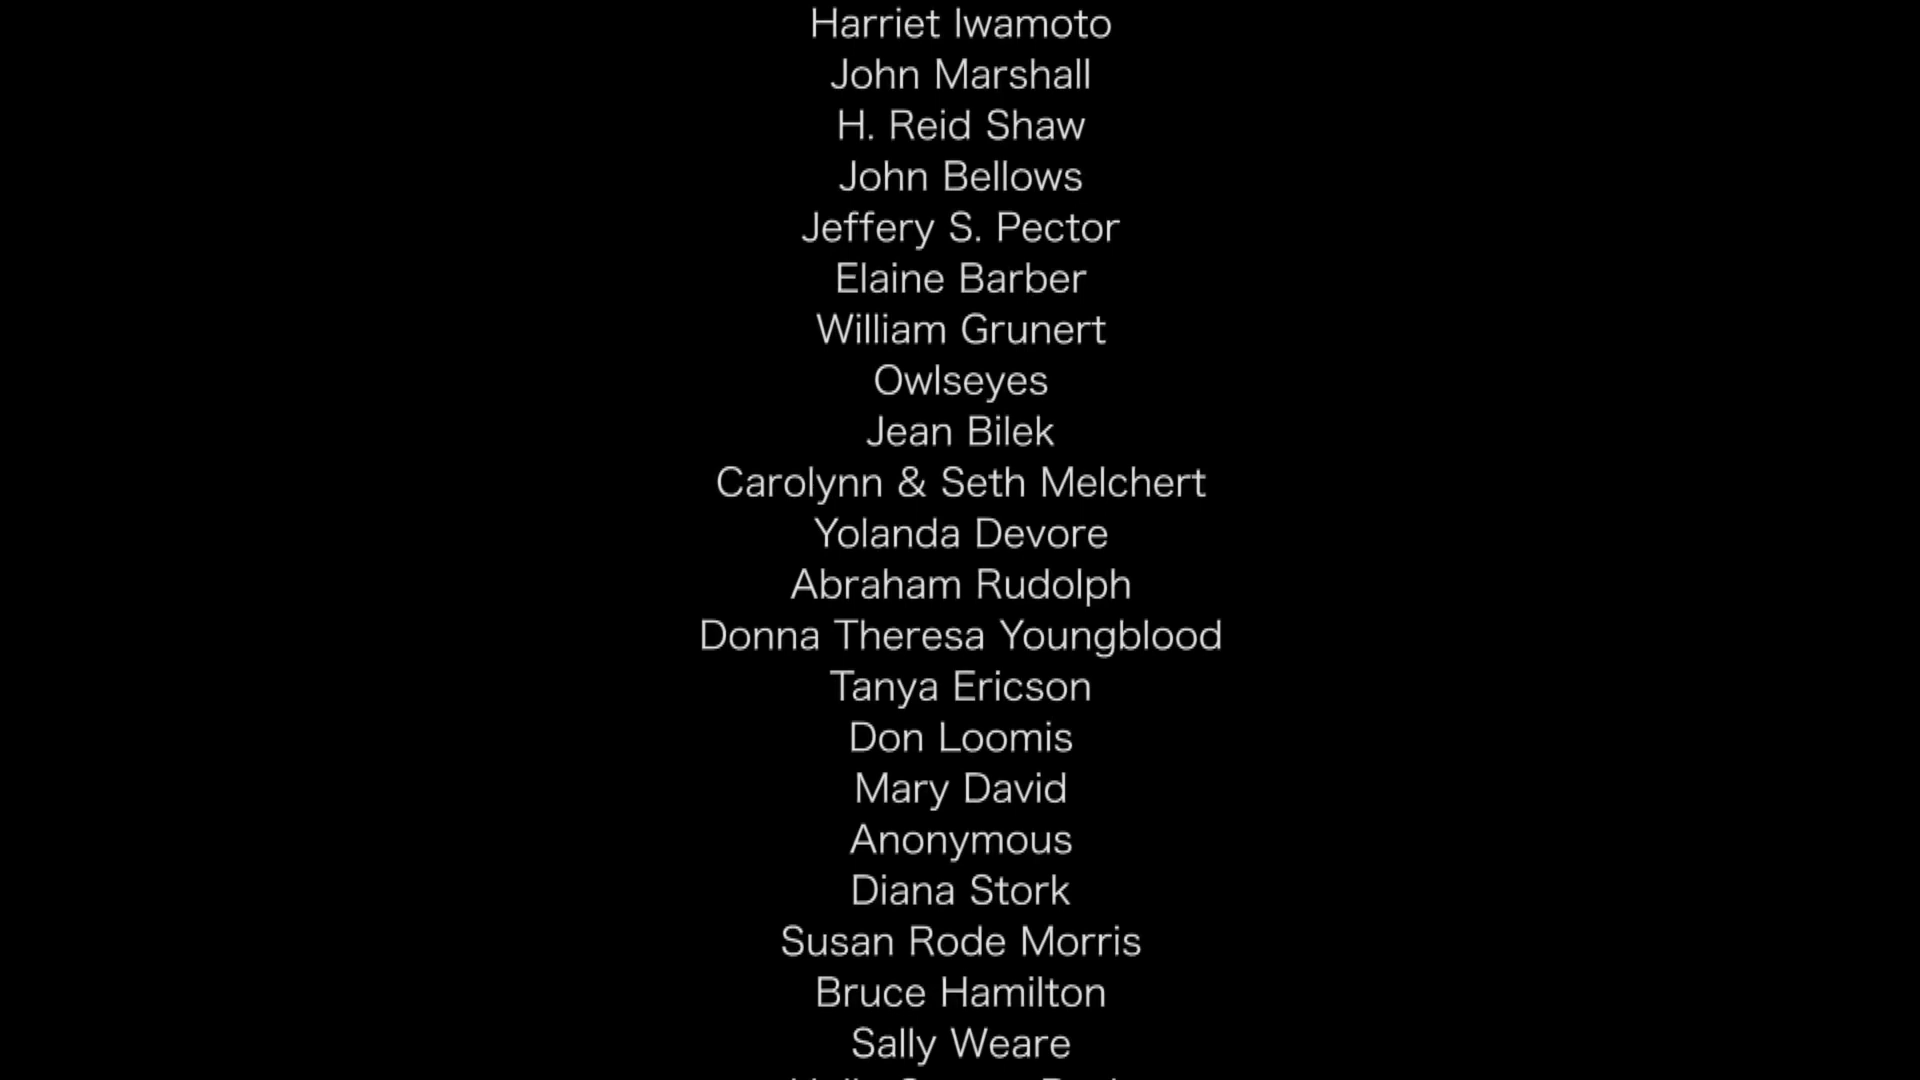 Harriet Iwamoto
John Marshall
H. Reid Shaw
John Bellows
Jeffery S. Pector
Elaine Barber
William Grunert
Owlseyes
Jean Bilek
Carolynn & Seth Melchert
Yolanda Devore
Abraham Rudolph
Donna Theresa Youngblood
Tanya Ericson
Don Loomis
Mary David
Anonymous
Diana Stork
Susan Rode Morris
Bruce Hamilton
Sally Weare